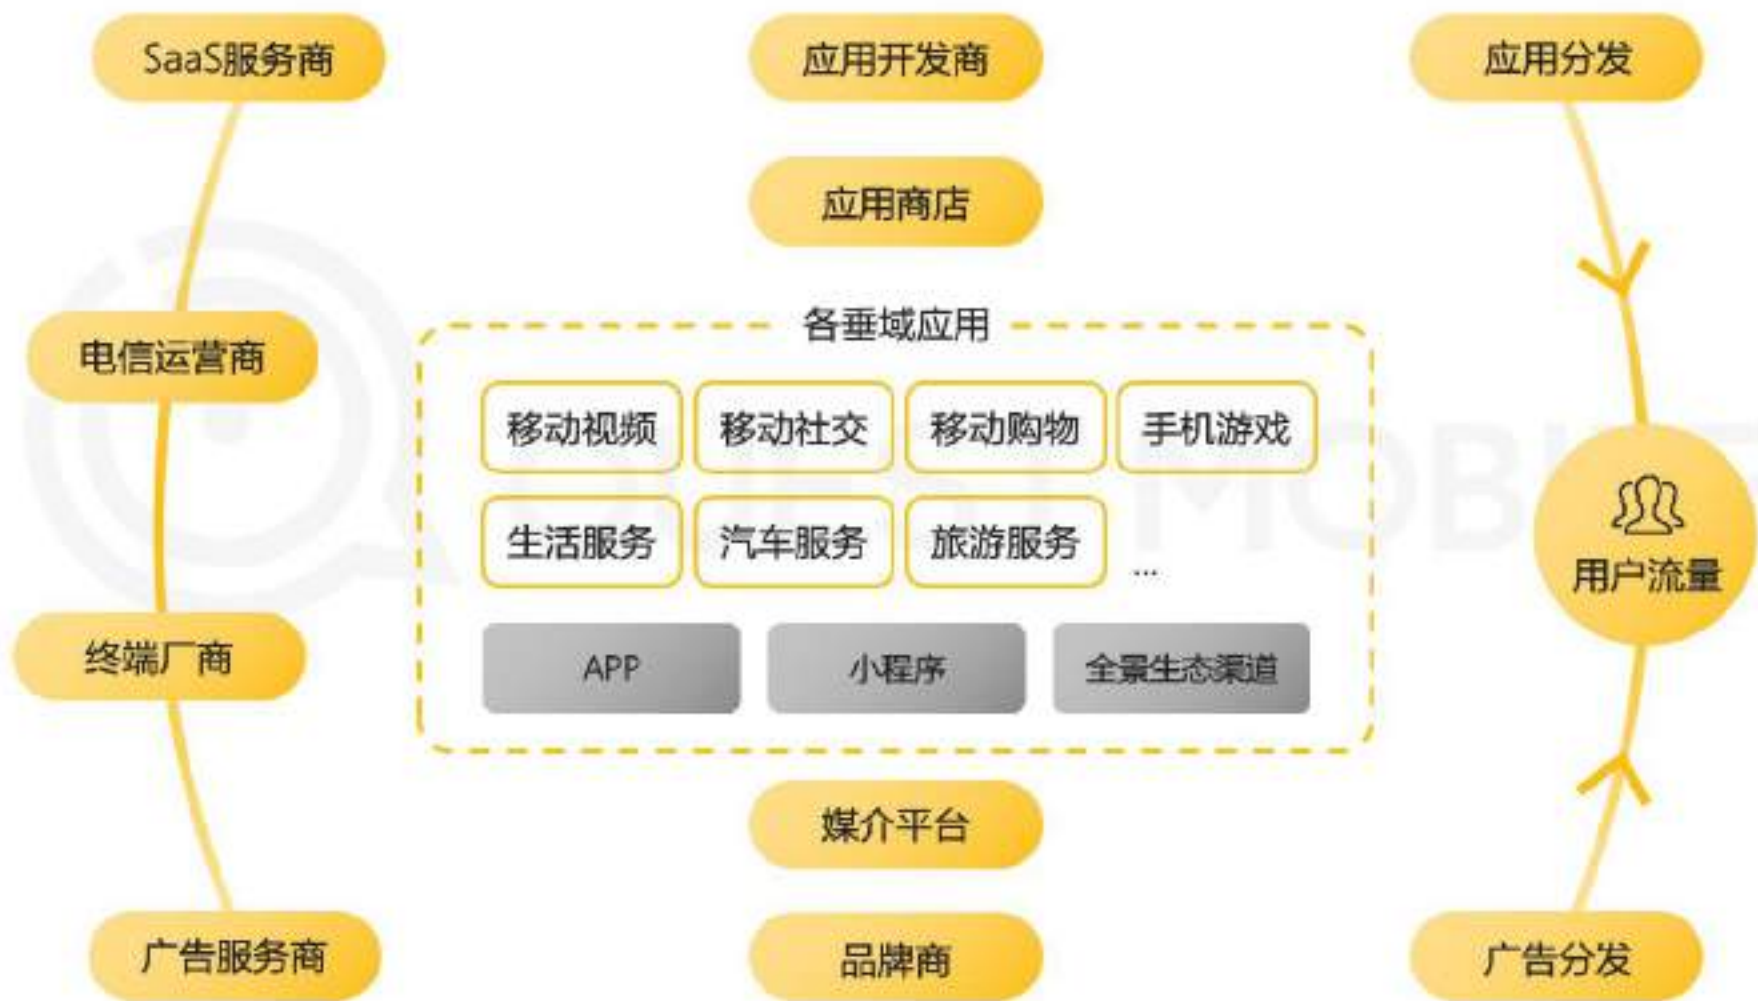 SaaS服务商
应用开发商
应用分发
应用商店
各垂域应用
电信运营商
移动视频
移动社交
移动购物
手机游戏
生活服务
汽车服务
旅游服务
...
用户流量
终端厂商
APP
小程序
全景生态渠道
媒介平台
广告服务商
品牌商
广告分发